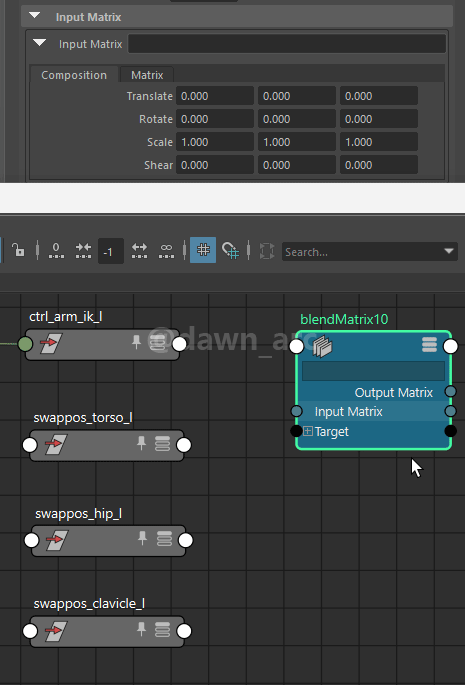 Input Matrix
Input Matrix
Composition Matrix
Translate 0.000 0.000 0.000
Rotate 0.000 0.000 0.000
Scale 1.000 1.000 1.000
Shear 0.000 0.000 0.000
0 -1 ∞ Search...
ctrl_arm_ik_l
blendMatrix10
@dawn_arc
Output Matrix
swappos_torso_l
Input Matrix
Target
swappos_hip_l
swappos_clavicle_l